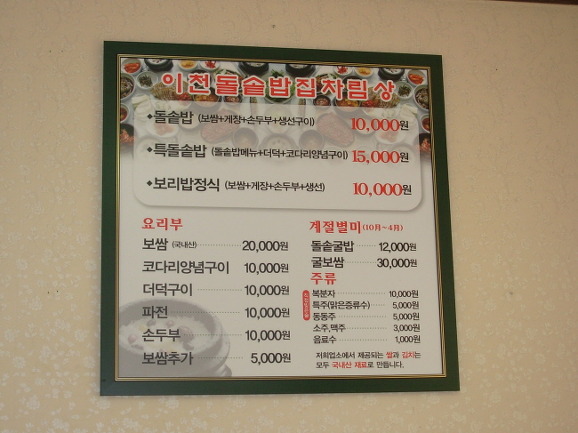 이천돌솥밥집차림상
•돌솥밥 (보쌈+게장+손두부+생선구이) 10,000원
•특돌솥밥 (돌솥밥메뉴+더덕+코다리양념구이) 15,000원
•보리밥정식 (보쌈+게장+손두부+생선) 10,000원
요리부
보쌈 (국내산) 20,000원
코다리양념구이 10,000원
더덕구이 10,000원
파전 10,000원
손두부 10,000원
보쌈추가 5,000원
계절별미 (10月~4月)
돌솥굴밥 12,000원
굴보쌈 30,000원
주류
복분자 10,000원
특주(맑은증류수) 5,000원
동동주 5,000원
소주,맥주 3,000원
음료수 1,000원
저희업소에서 제공되는 쌀과 김치는
모두 국내산 재료로 만듭니다.